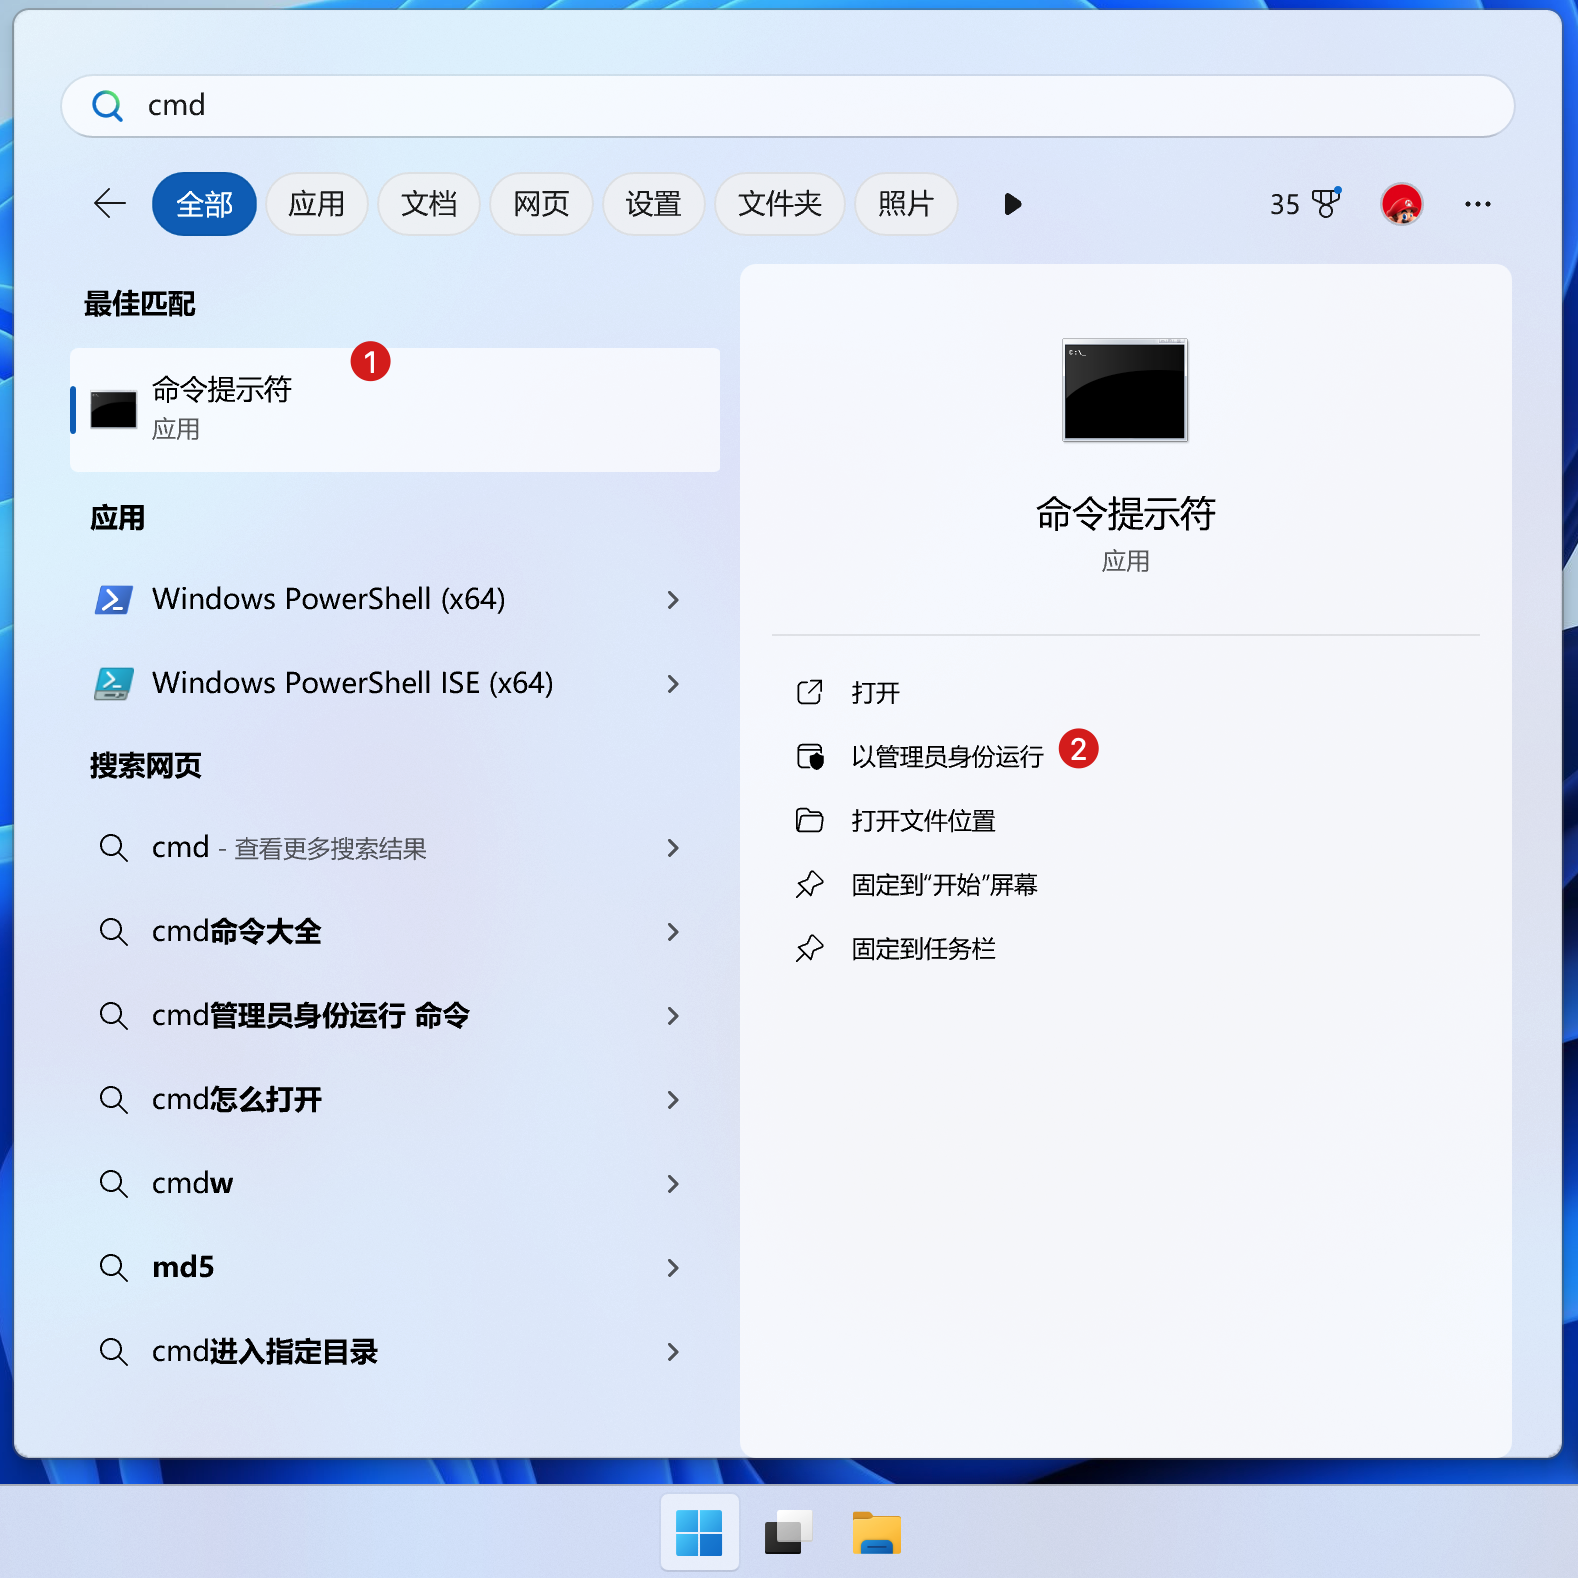 cmd
全部 应用 文档 网页 设置 文件夹 照片 35
最佳匹配
1
命令提示符
应用
应用
Windows PowerShell (x64)
Windows PowerShell ISE (x64)
搜索网页
cmd - 查看更多搜索结果
cmd命令大全
cmd管理员身份运行 命令
cmd怎么打开
cmdw
md5
cmd进入指定目录
C:\_
命令提示符
应用
打开
以管理员身份运行 2
打开文件位置
固定到“开始”屏幕
固定到任务栏